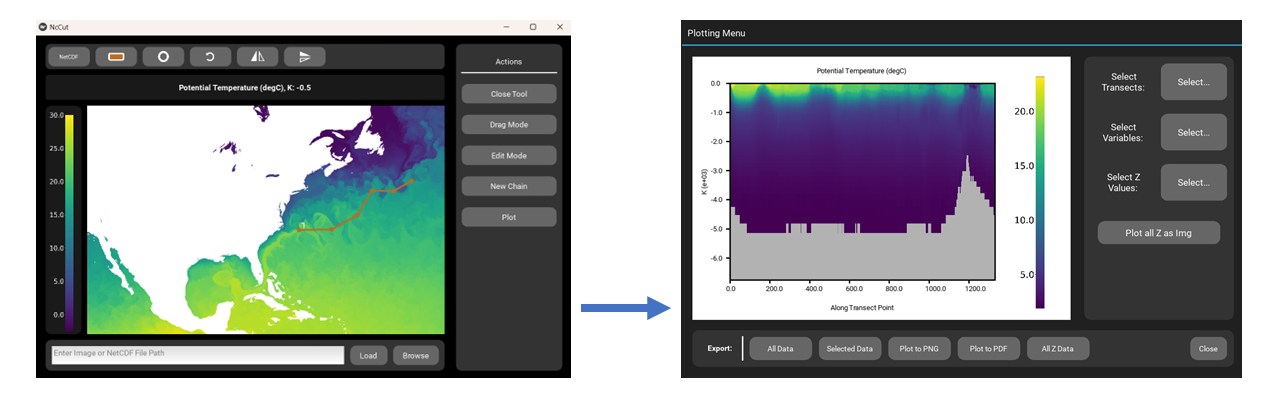 NcCut
NetCDF
Actions
Potential Temperature (degC), K: -0.5
Close Tool
Drag Mode
Edit Mode
New Chain
Plot
30.0
25.0
20.0
15.0
10.0
5.0
0.0
Enter Image or NetCDF File Path
Load
Browse
Plotting Menu
Potential Temperature (degC)
0.0
-1.0
-2.0
-3.0
-4.0
-5.0
-6.0
K (e+03)
0.0 200.0 400.0 600.0 800.0 1000.0 1200.0
Along Transect Point
20.0
15.0
10.0
5.0
Select
Transects:
Select...
Select
Variables:
Select...
Select Z
Values:
Select...
Plot all Z as Img
Export:
All Data
Selected Data
Plot to PNG
Plot to PDF
All Z Data
Close